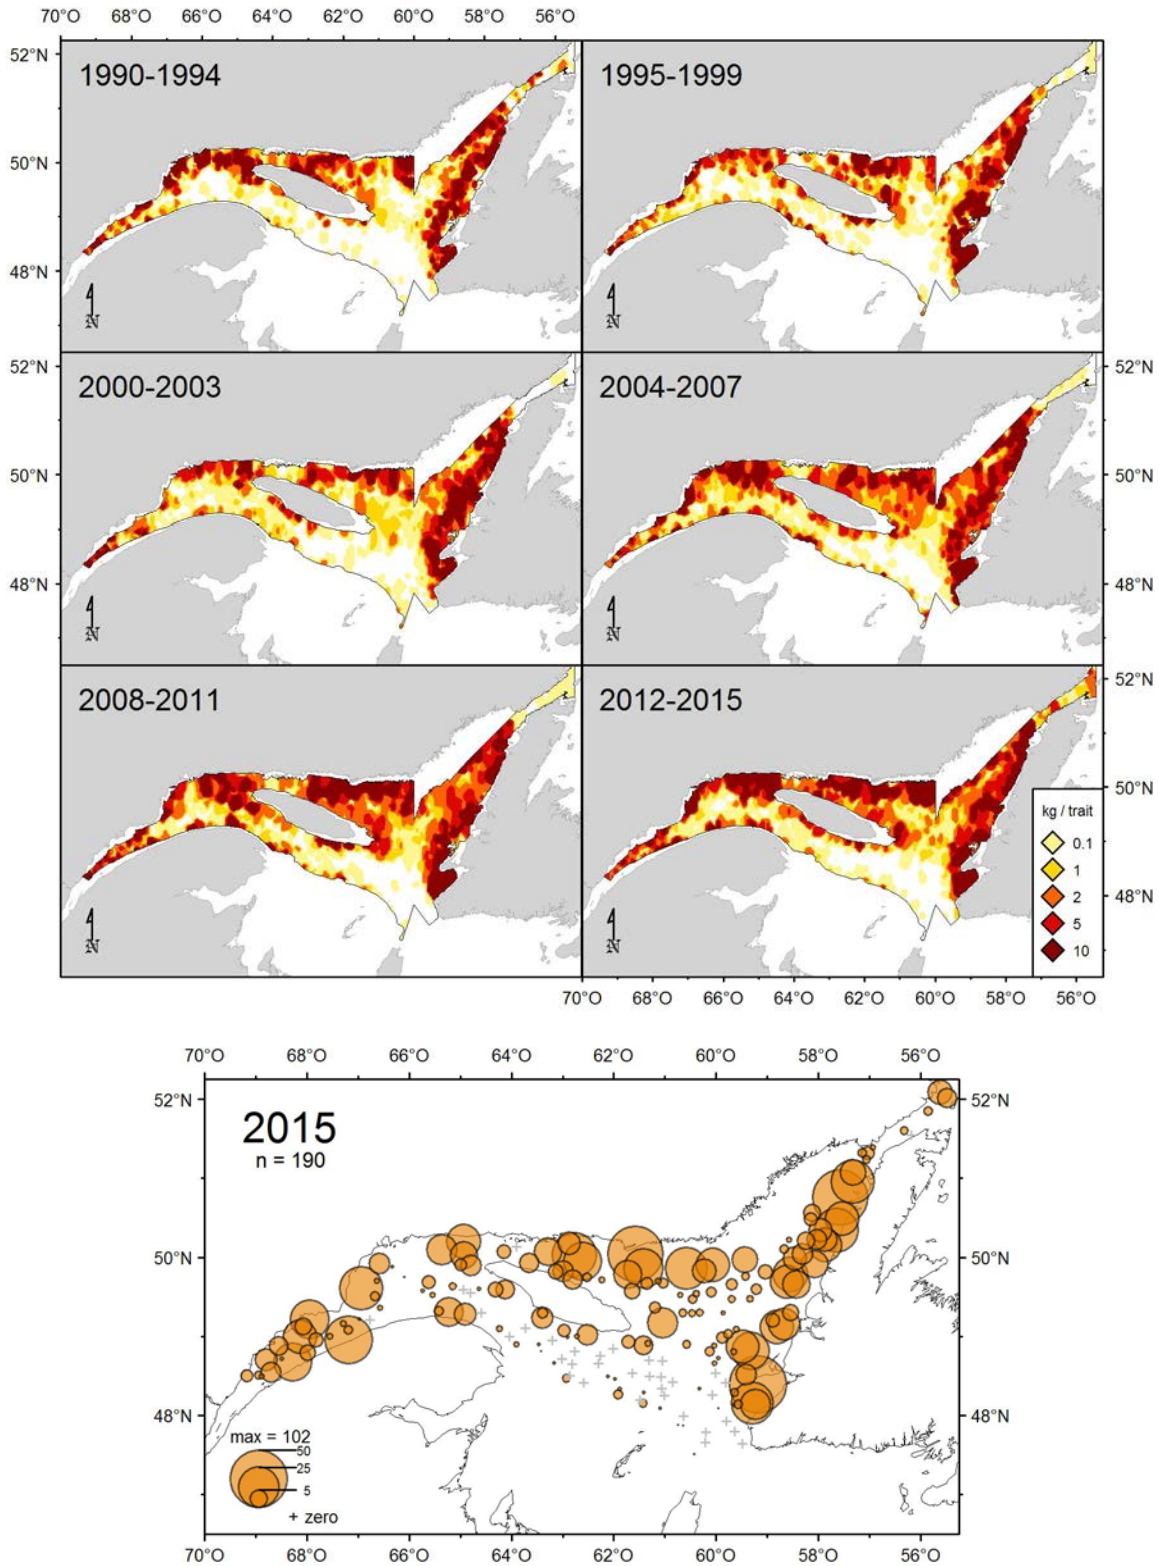 70°O 68°O 66°O 64°O 62°O 60°O 58°O 56°O
52°N
1990-1994
1995-1999
50°N
48°N
N
N
52°N
2000-2003
2004-2007
52°N
50°N
50°N
48°N
48°N
N
N
2008-2011
2012-2015
52°N
50°N
kg / trait
0.1
1
2
5
10
48°N
N
N
70°O 68°O 66°O 64°O 62°O 60°O 58°O 56°O
70°O 68°O 66°O 64°O 62°O 60°O 58°O 56°O
52°N
2015
n = 190
52°N
50°N
50°N
48°N
48°N
max = 102
50
25
5
+ zero
70°O 68°O 66°O 64°O 62°O 60°O 58°O 56°O